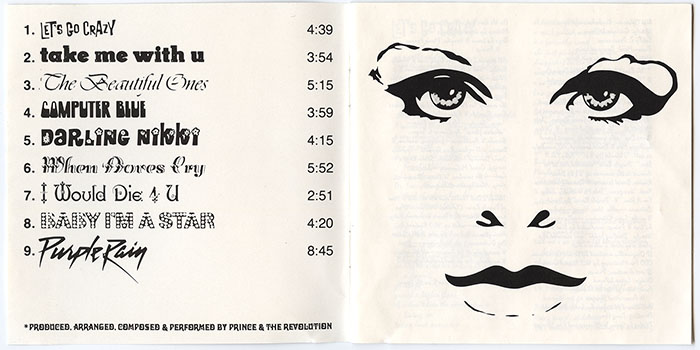 1. LET'S GO CRAZY 4:39
2. take me with u 3:54
3. The Beautiful Ones 5:15
4. COMPUTER BLUE 3:59
5. DARLING NIKKI 4:15
6. When Doves Cry 5:52
7. I Would Die 4 U 2:51
8. BABY I'M A STAR 4:20
9. Purple Rain 8:45
*PRODUCED, ARRANGED, COMPOSED & PERFORMED BY PRINCE & THE REVOLUTION